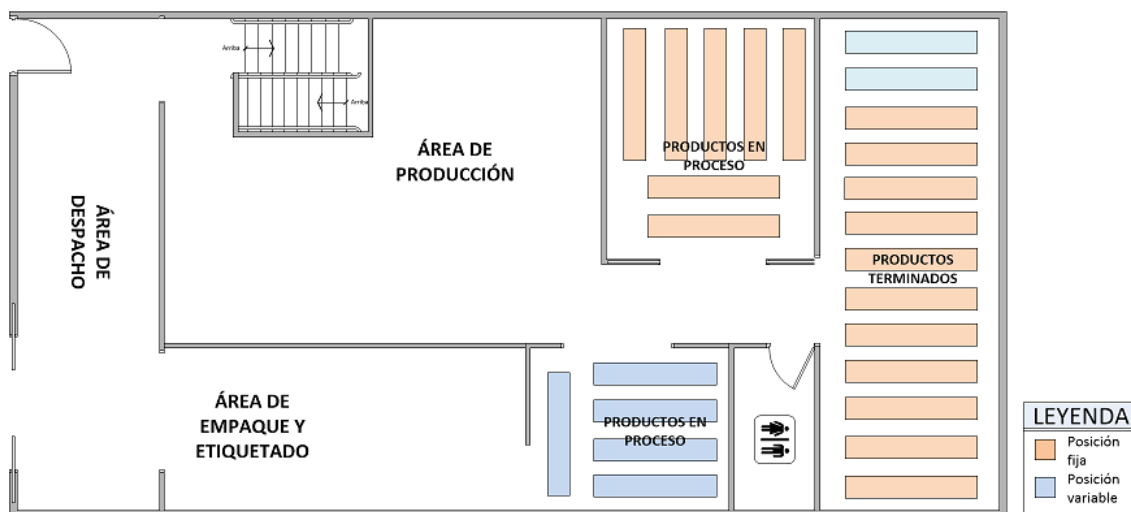 Arriba
Arriba
ÁREA DE
PRODUCCIÓN
PRODUCTOS EN
PROCESO
ÁREA DE
DESPACHO
PRODUCTOS
TERMINADOS
ÁREA DE
EMPAQUE Y
ETIQUETADO
PRODUCTOS EN
PROCESO
LEYENDA
Posición
fija
Posición
variable